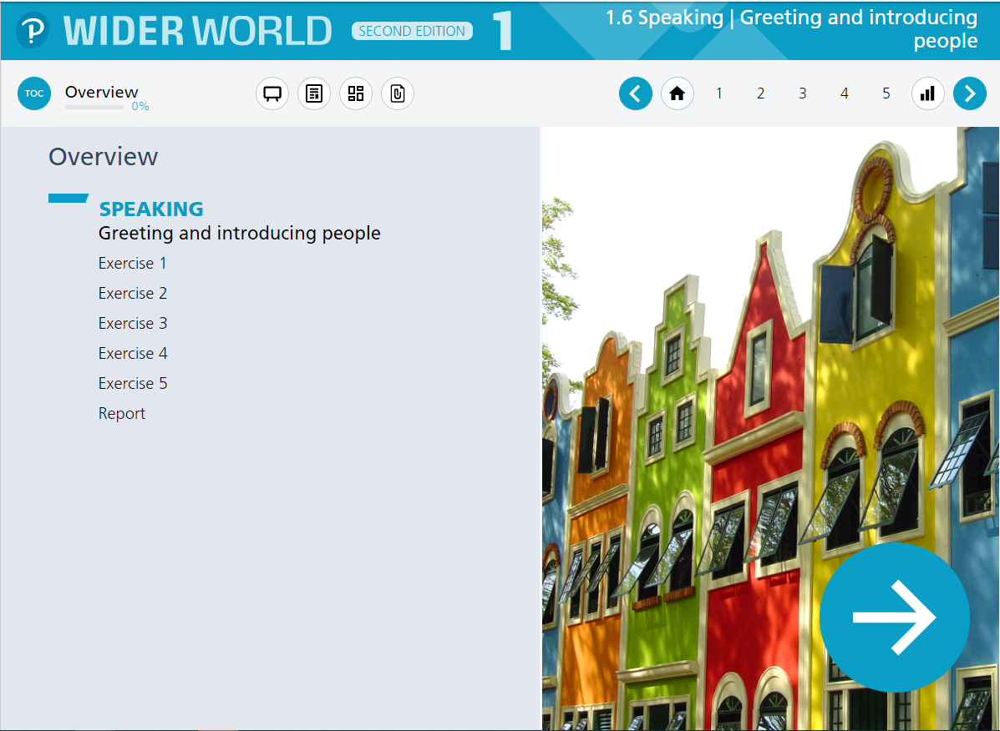 WIDER WORLD SECOND EDITION 1
1.6 Speaking | Greeting and introducing
people
TOC Overview 1 2 3 4 5
0%
Overview
SPEAKING
Greeting and introducing people
Exercise 1
Exercise 2
Exercise 3
Exercise 4
Exercise 5
Report